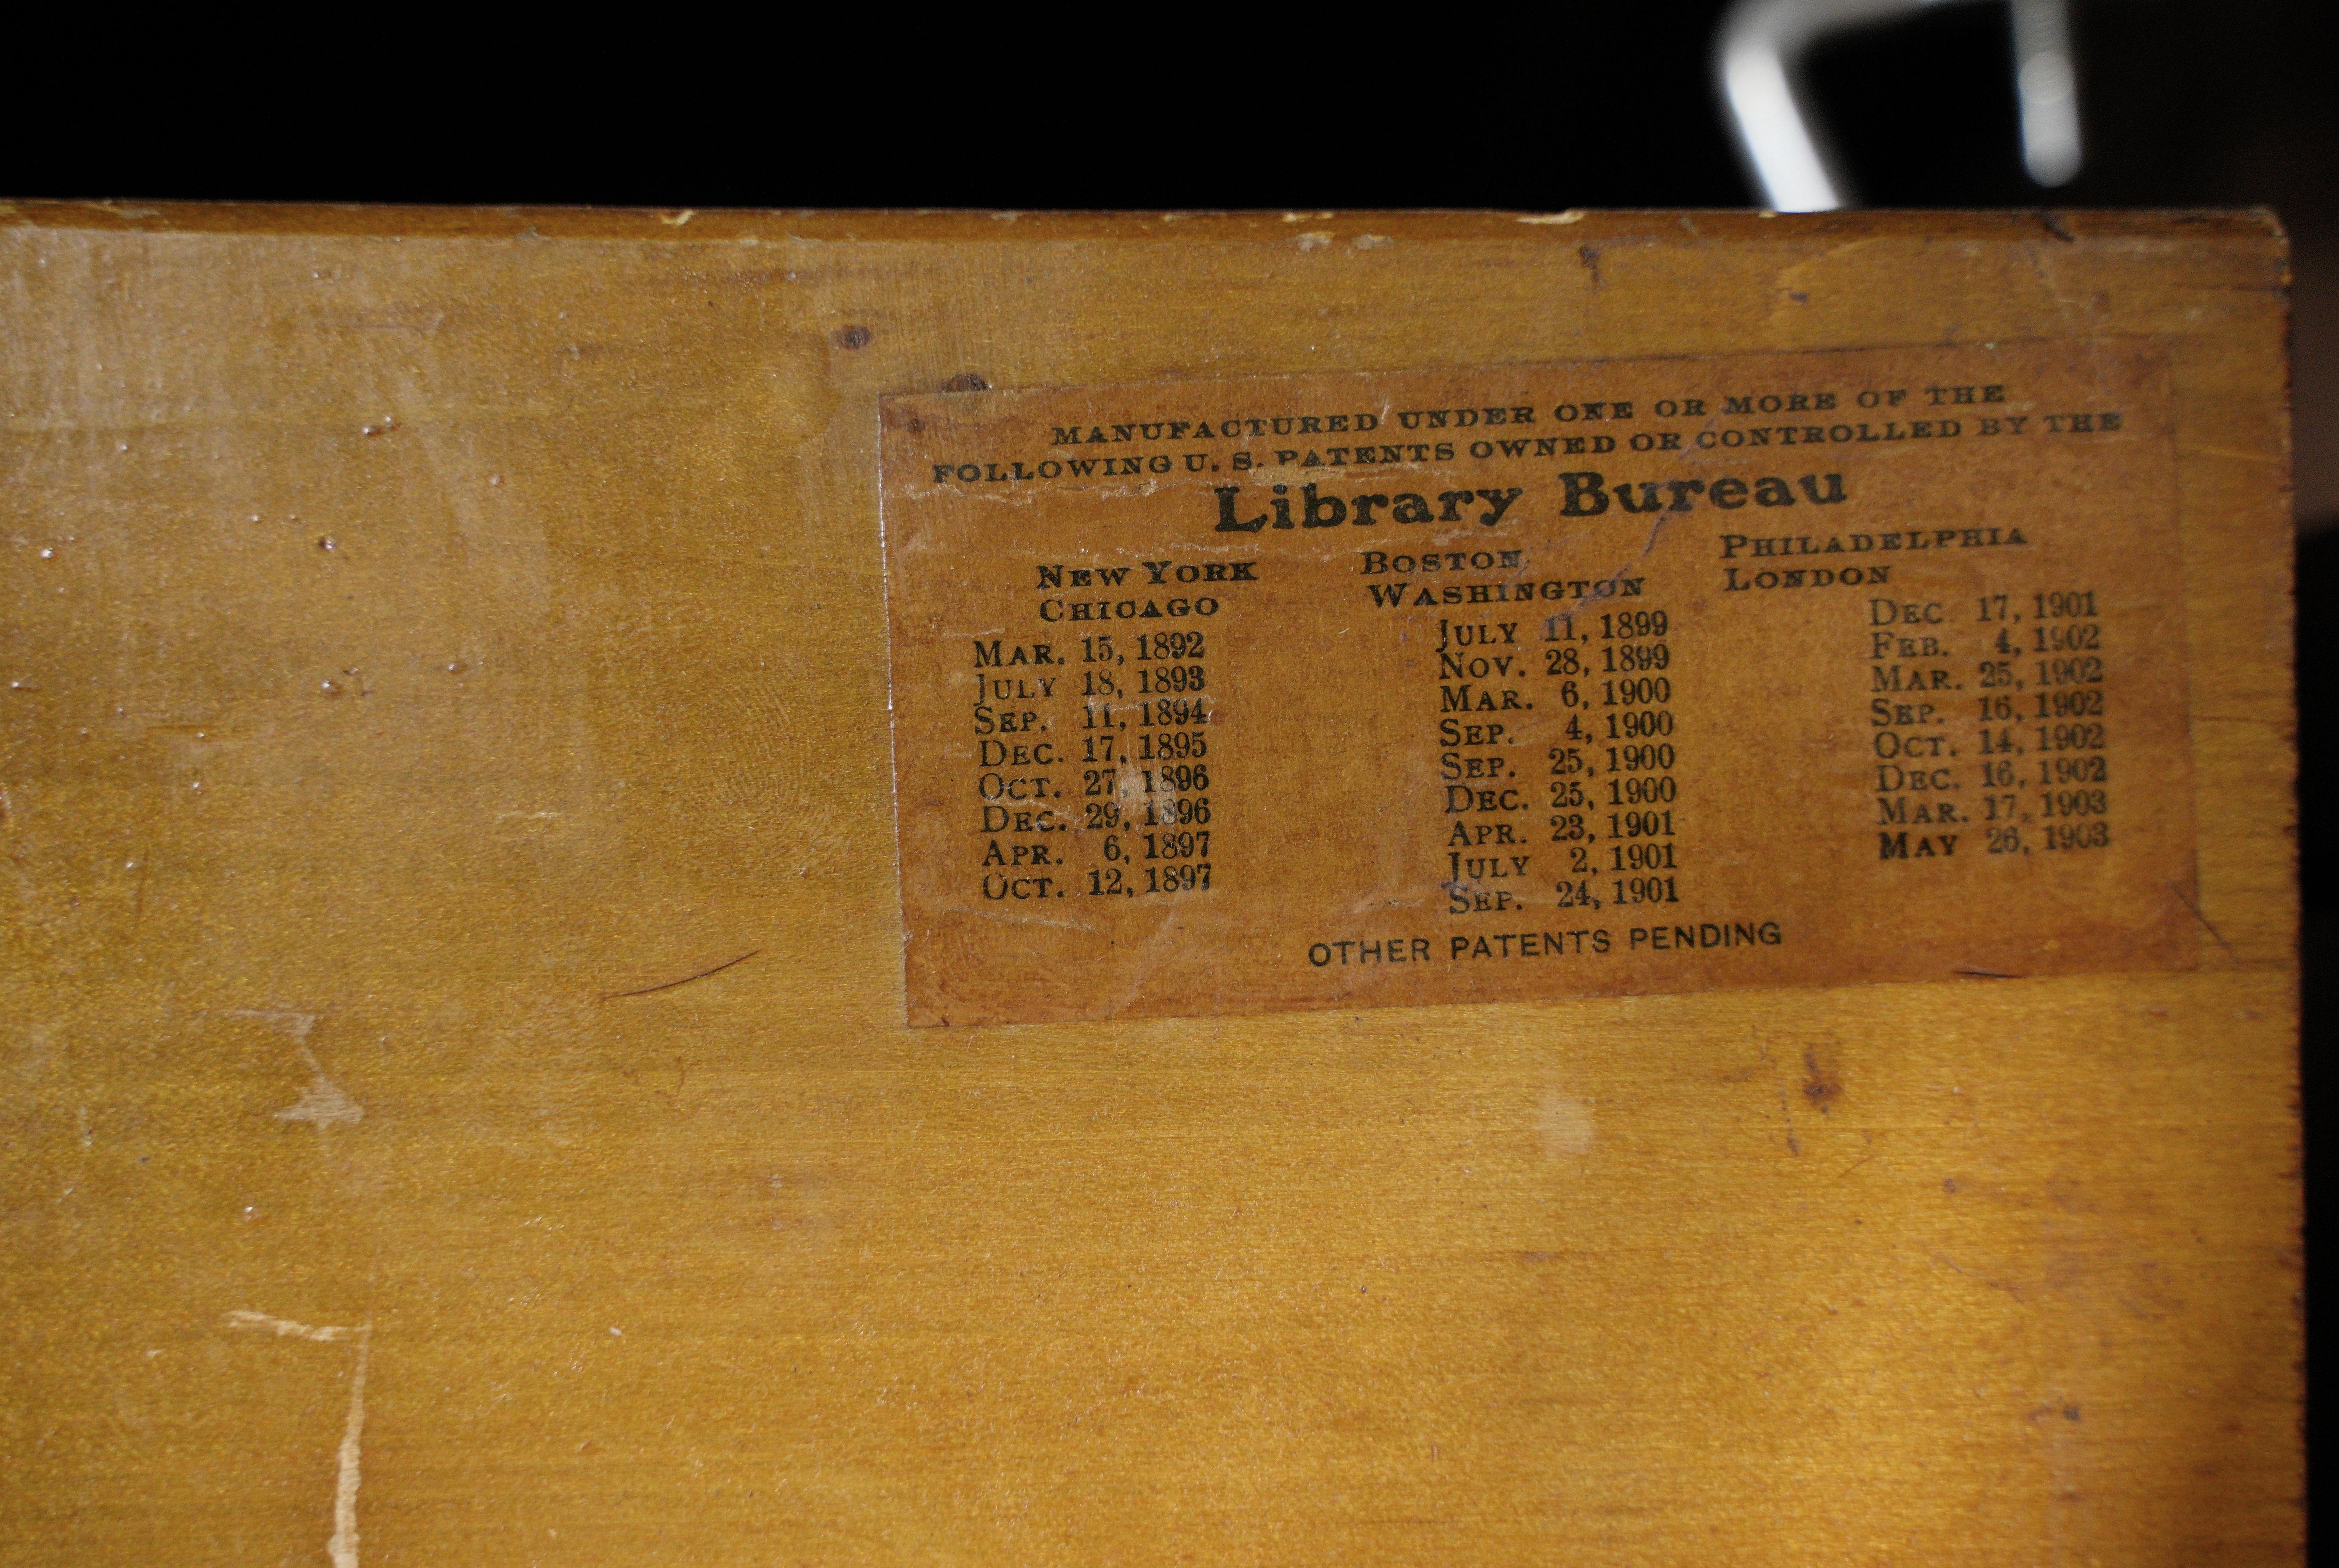 MANUFACTURED UNDER ONE OR MORE OF THE
FOLLOWING U. S. PATENTS OWNED OR CONTROLLED BY THE
Library Bureau
NEW YORK BOSTON PHILADELPHIA
CHICAGO WASHINGTON LONDON
MAR. 15, 1892 JULY 11, 1899 DEC 17, 1901
JULY 18, 1893 NOV. 28, 1899 FEB. 4, 1902
SEP. 11, 1894 MAR. 6, 1900 MAR. 25, 1902
DEC. 17, 1895 SEP. 4, 1900 SEP. 16, 1902
OCT. 27, 1896 SEP. 25, 1900 OCT. 14, 1902
DEC. 29, 1896 DEC. 25, 1900 DEC. 16, 1902
APR. 6, 1897 APR. 23, 1901 MAR. 17, 1903
OCT. 12, 1897 JULY 2, 1901 MAY 26, 1903
SEP. 24, 1901
OTHER PATENTS PENDING